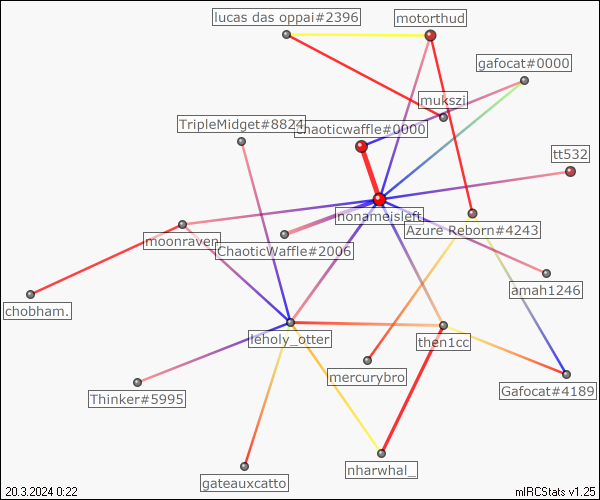 lucas das oppai#2396
motorthud
gafocat#0000
mukszi
TripleMidget#8824
Chaoticwaffle#0000
tt532
nonameisleft
Azure Reborn#4243
moonraven
ChaoticWaffle#2006
amah1246
chobham.
leholy_otter
then1cc
mercurybro
Gafocat#4189
Thinker#5995
nharwhal_
gateauxcatto
20.3.2024 0:22
mIRCStats v1.25